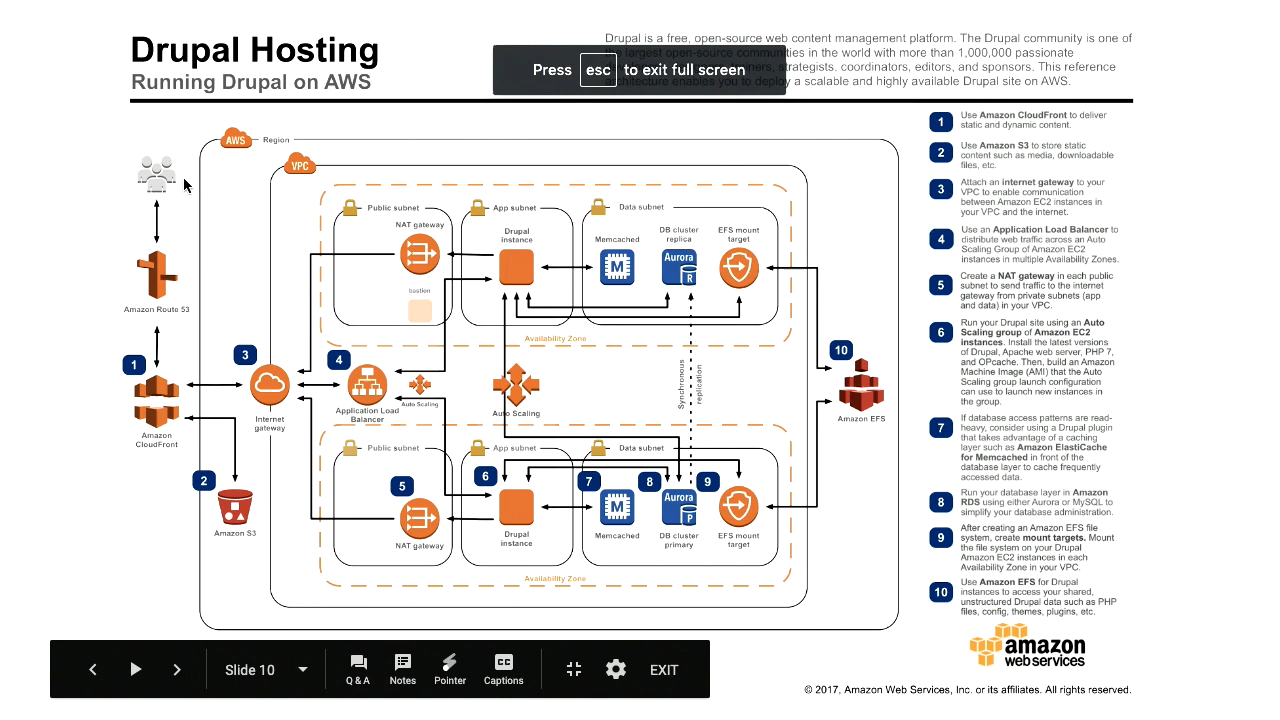 Drupal Hosting
Running Drupal on AWS
Drupal is a free, open-source web content management platform. The Drupal community is one of
the largest open-source communities in the world with more than 1,000,000 passionate
strategists. coordinators, editors, and sponsors. This reference
architecture enables you to deploy a scalable and highly available Drupal site on AWS.
Press esc to exit full screen
AWS
Region
VPC
Public subnet
App subnet
Data subnet
NAT gateway
Drupal
instance
Memcached
DB cluster
replica
EFS mount
target
Aurora
M
R
bastion
Availability Zone
Amazon Route 53
1
Amazon
CloudFront
2
Amazon S3
3
Internet
gateway
4
Application Load
Balancer
Auto Scaling
Auto Scaling
Synchronous
replication
10
Amazon EFS
Public subnet
App subnet
Data subnet
5
NAT gateway
6
Drupal
instance
7
M
Memcached
8
Aurora
P
DB cluster
primary
9
EFS mount
target
Availability Zone
1
Use Amazon CloudFront to deliver
static and dynamic content.
2
Use Amazon S3 to store static
content such as media, downloadable
files, etc.
3
Attach an internet gateway to your
VPC to enable communication
between Amazon EC2 instances in
your VPC and the internet.
4
Use an Application Load Balancer to
distribute web traffic across an Auto
Scaling Group of Amazon EC2
instances in multiple Availability Zones.
5
Create a NAT gateway in each public
subnet to send traffic to the internet
gateway from private subnets (app
and data) in your VPC.
6
Run your Drupal site using an Auto
Scaling group of Amazon EC2
instances. Install the latest versions
of Drupal, Apache web server, PHP 7,
and OPcache. Then, build an Amazon
Machine Image (AMI) that the Auto
Scaling group launch configuration
can use to launch new instances in
the group.
7
If database access patterns are read-
heavy, consider using a Drupal plugin
that takes advantage of a caching
layer such as Amazon ElastiCache
for Memcached in front of the
database layer to cache frequently
accessed data.
8
Run your database layer in Amazon
RDS using either Aurora or MySQL to
simplify your database administration.
9
After creating an Amazon EFS file
system, create mount targets. Mount
the file system on your Drupal
Amazon EC2 instances in each
Availability Zone in your VPC.
10
Use Amazon EFS for Drupal
instances to access your shared,
unstructured Drupal data such as PHP
files, config, themes, plugins, etc.
amazon
web services
Slide 10
Q & A
Notes
Pointer
CC
Captions
EXIT
© 2017, Amazon Web Services, Inc. or its affiliates. All rights reserved.